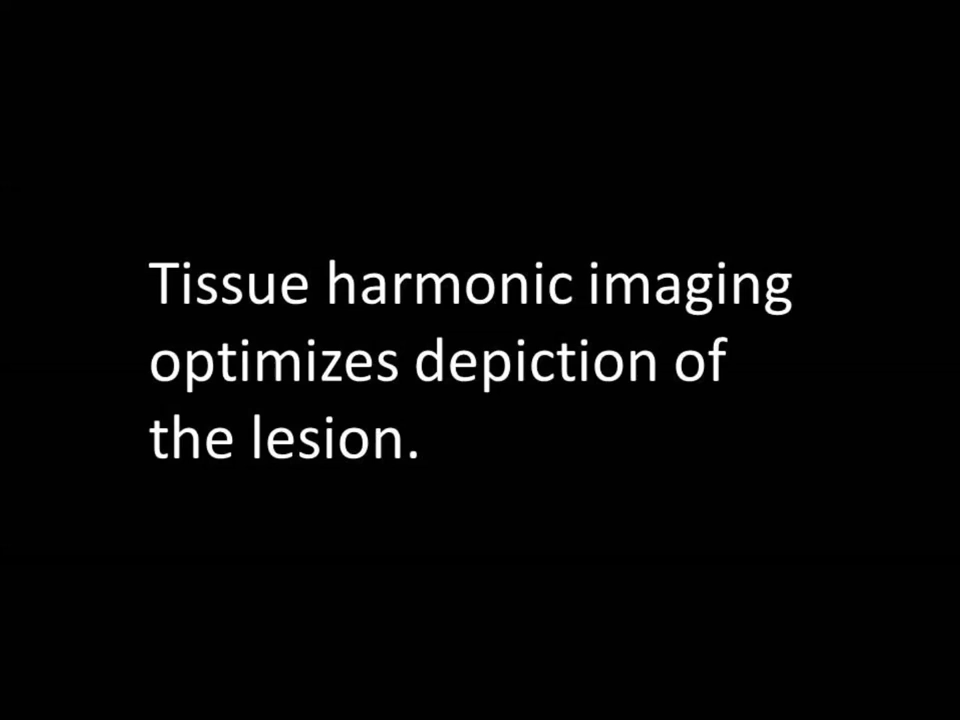 Tissue harmonic imaging
optimizes depiction of
the lesion.